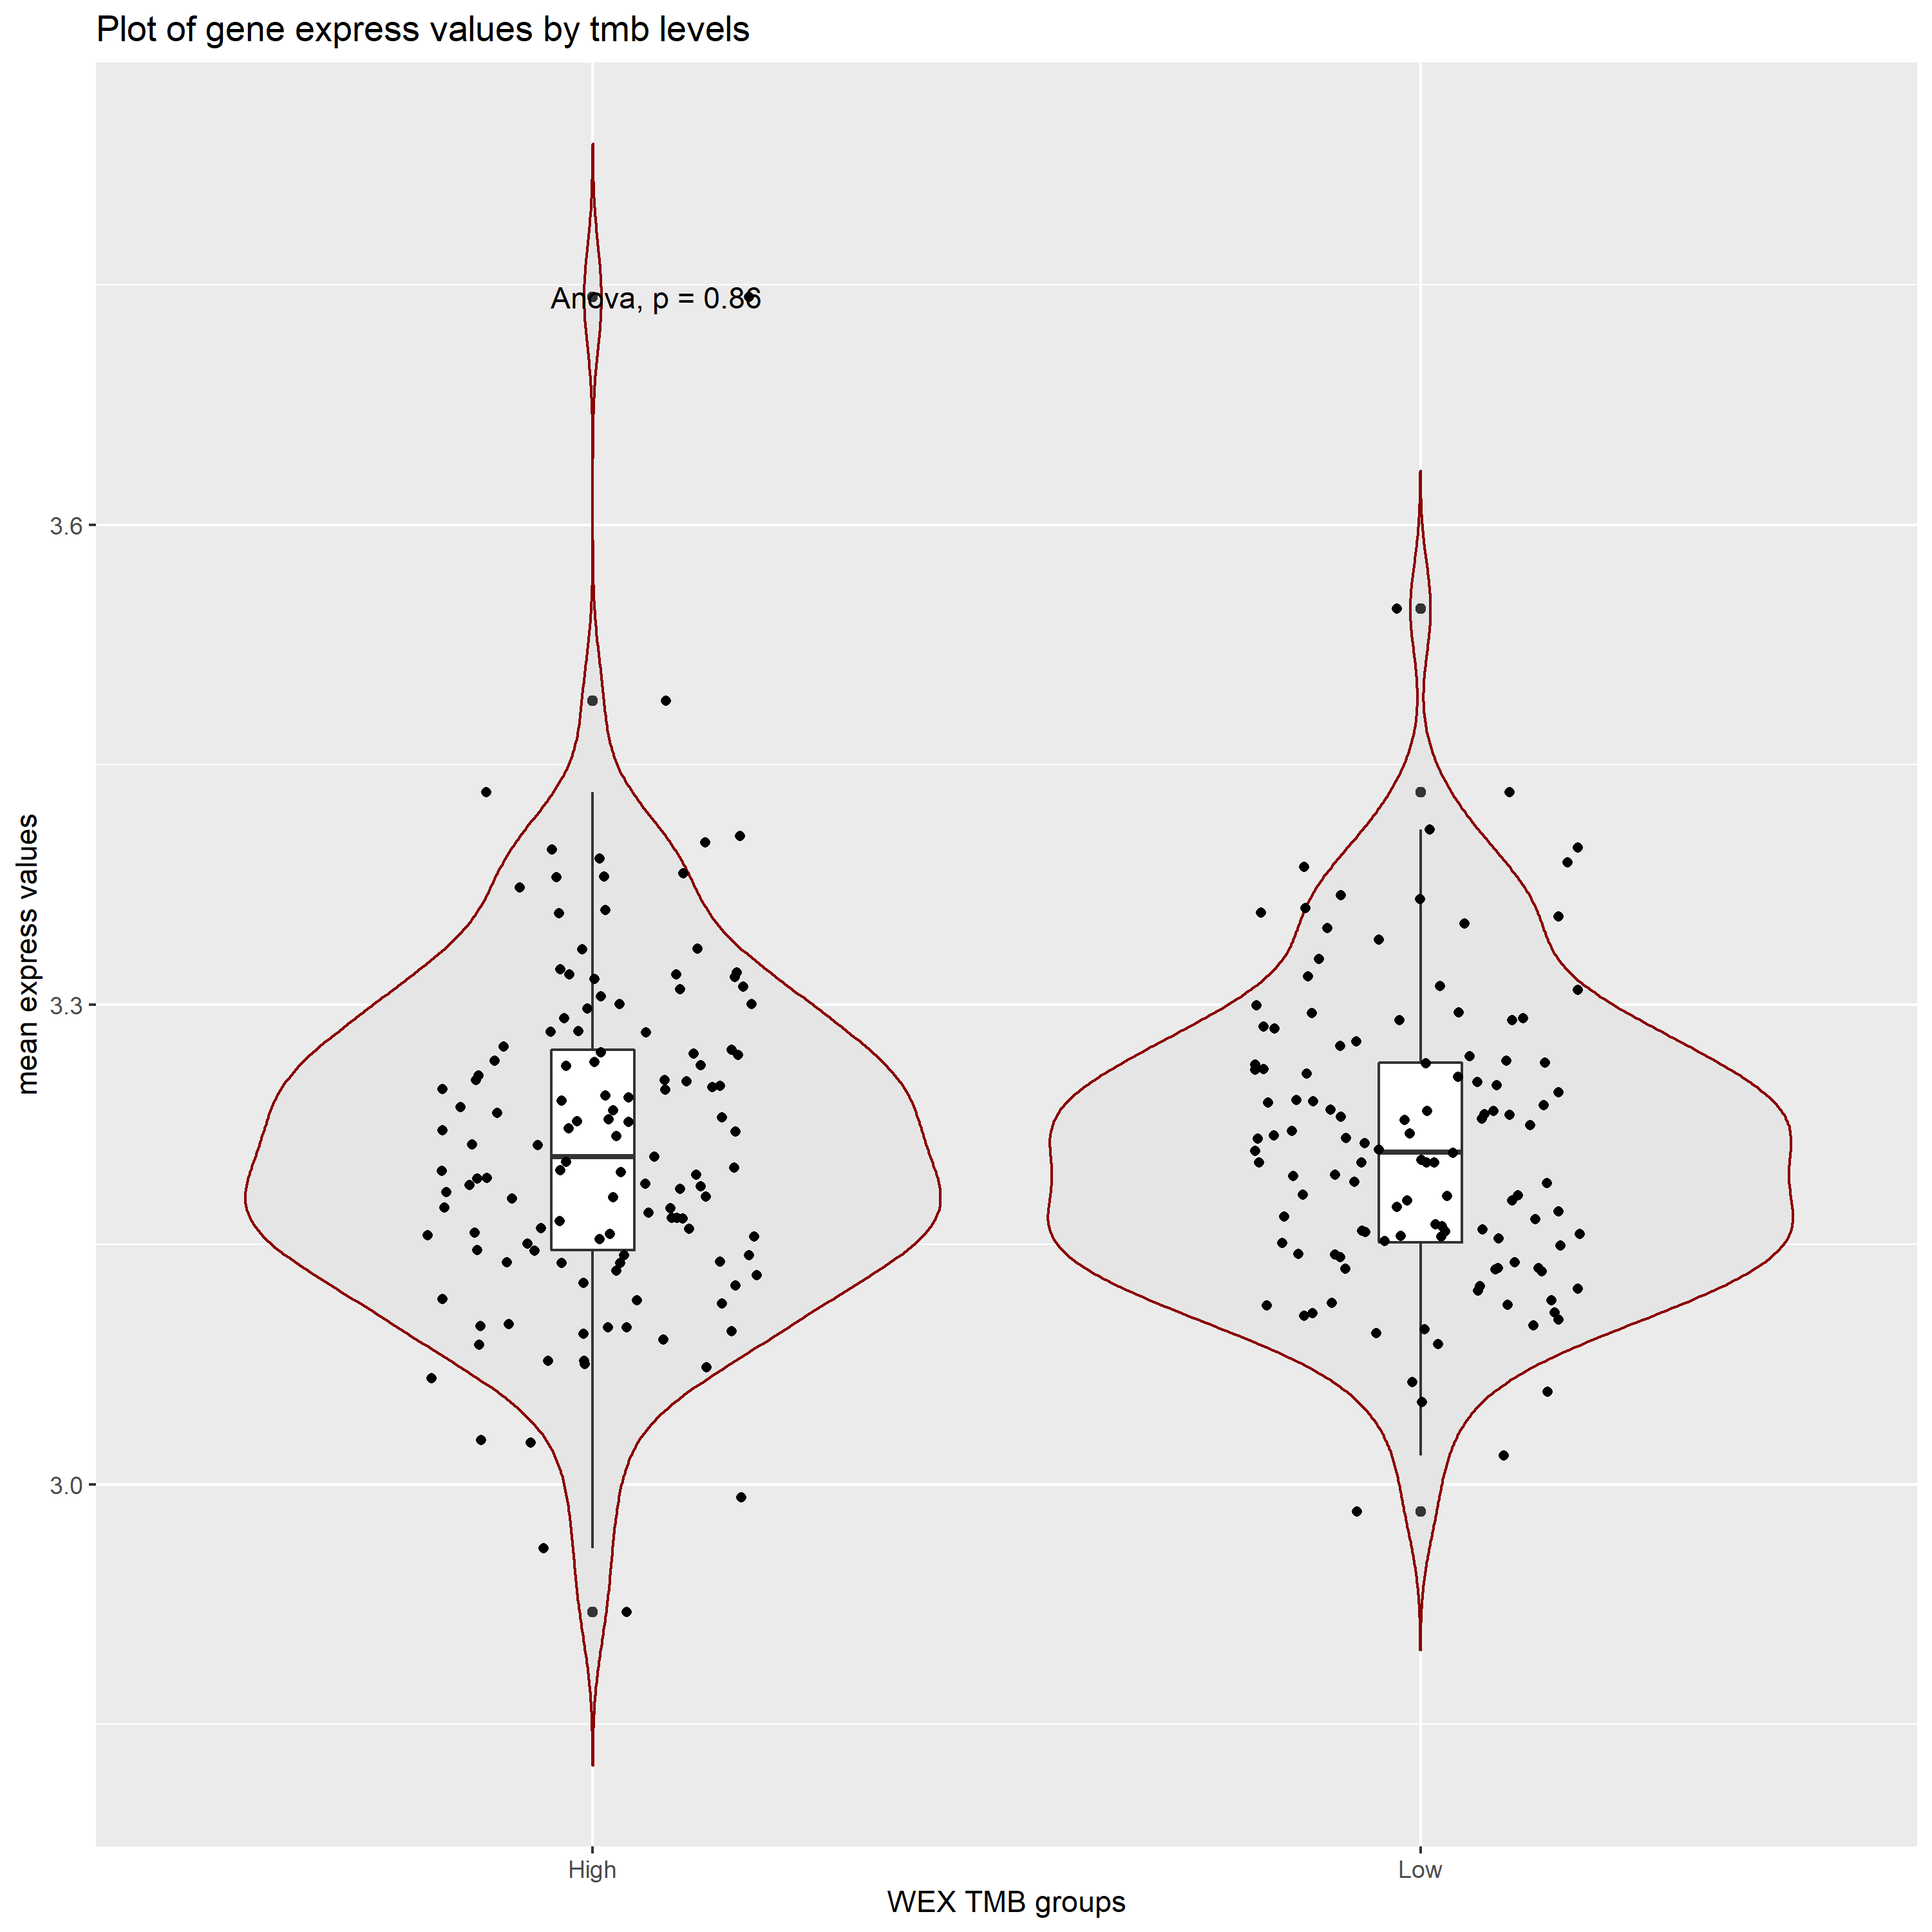 Plot of gene express values by tmb levels
Anova, p = 0.86
3.6
3.3
3.0
mean express values
High
Low
WEX TMB groups